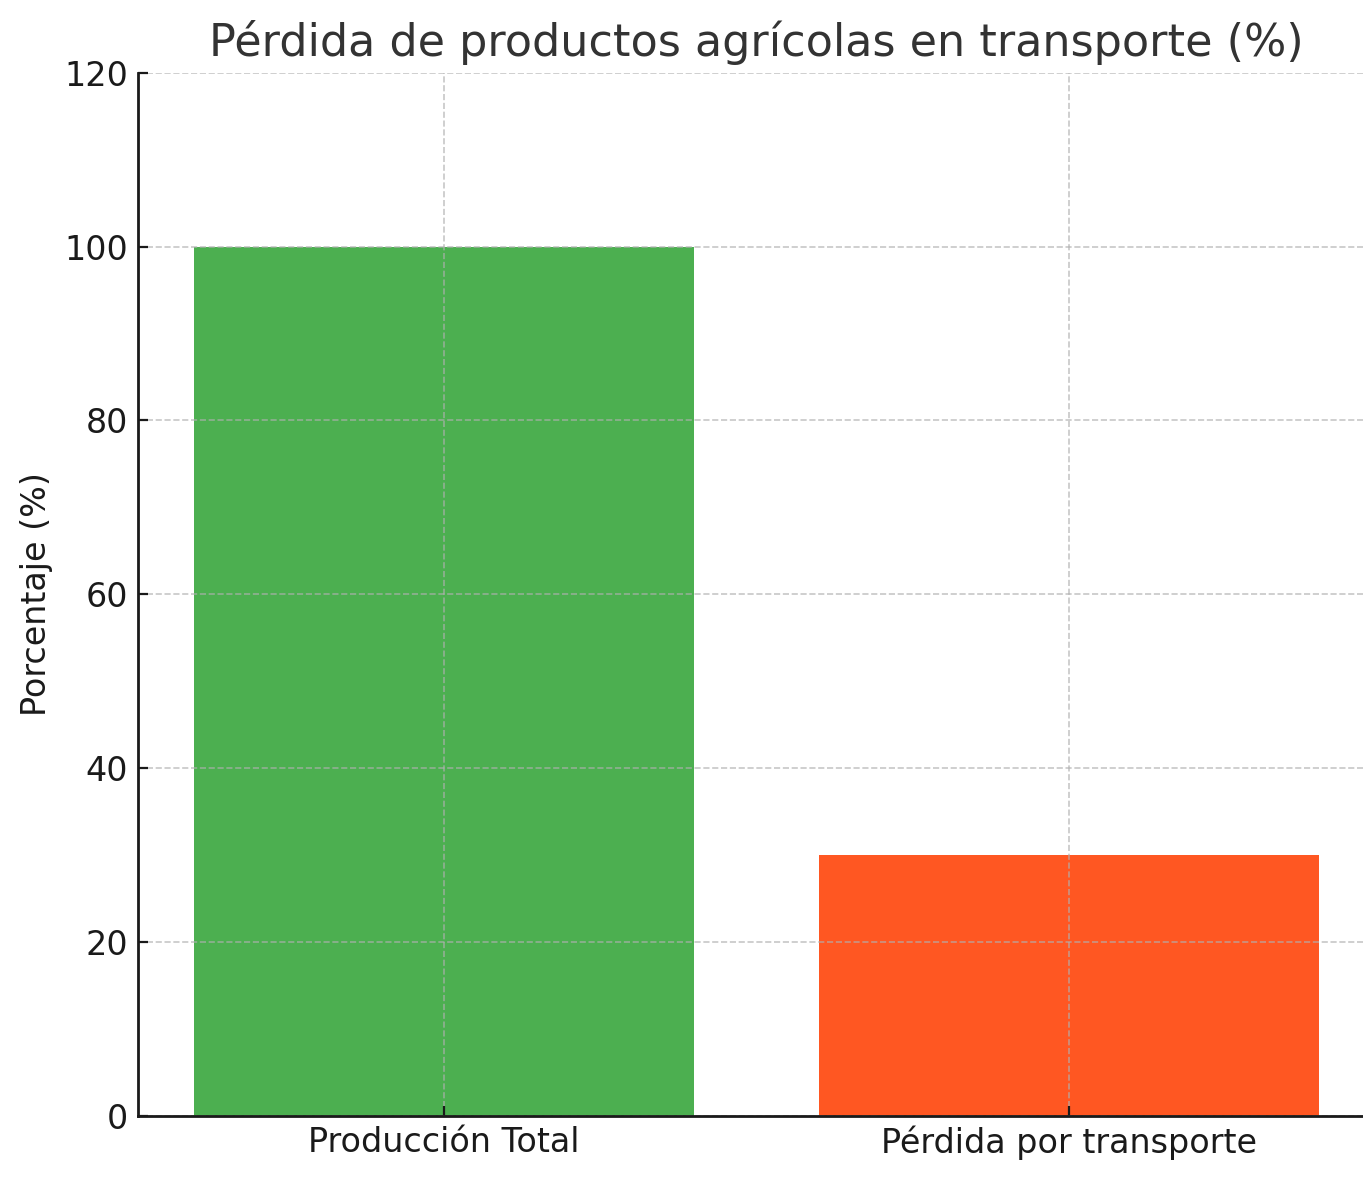 Pérdida de productos agrícolas en transporte (%)
120
100
80
60
40
20
0
Porcentaje (%)
Producción Total
Pérdida por transporte